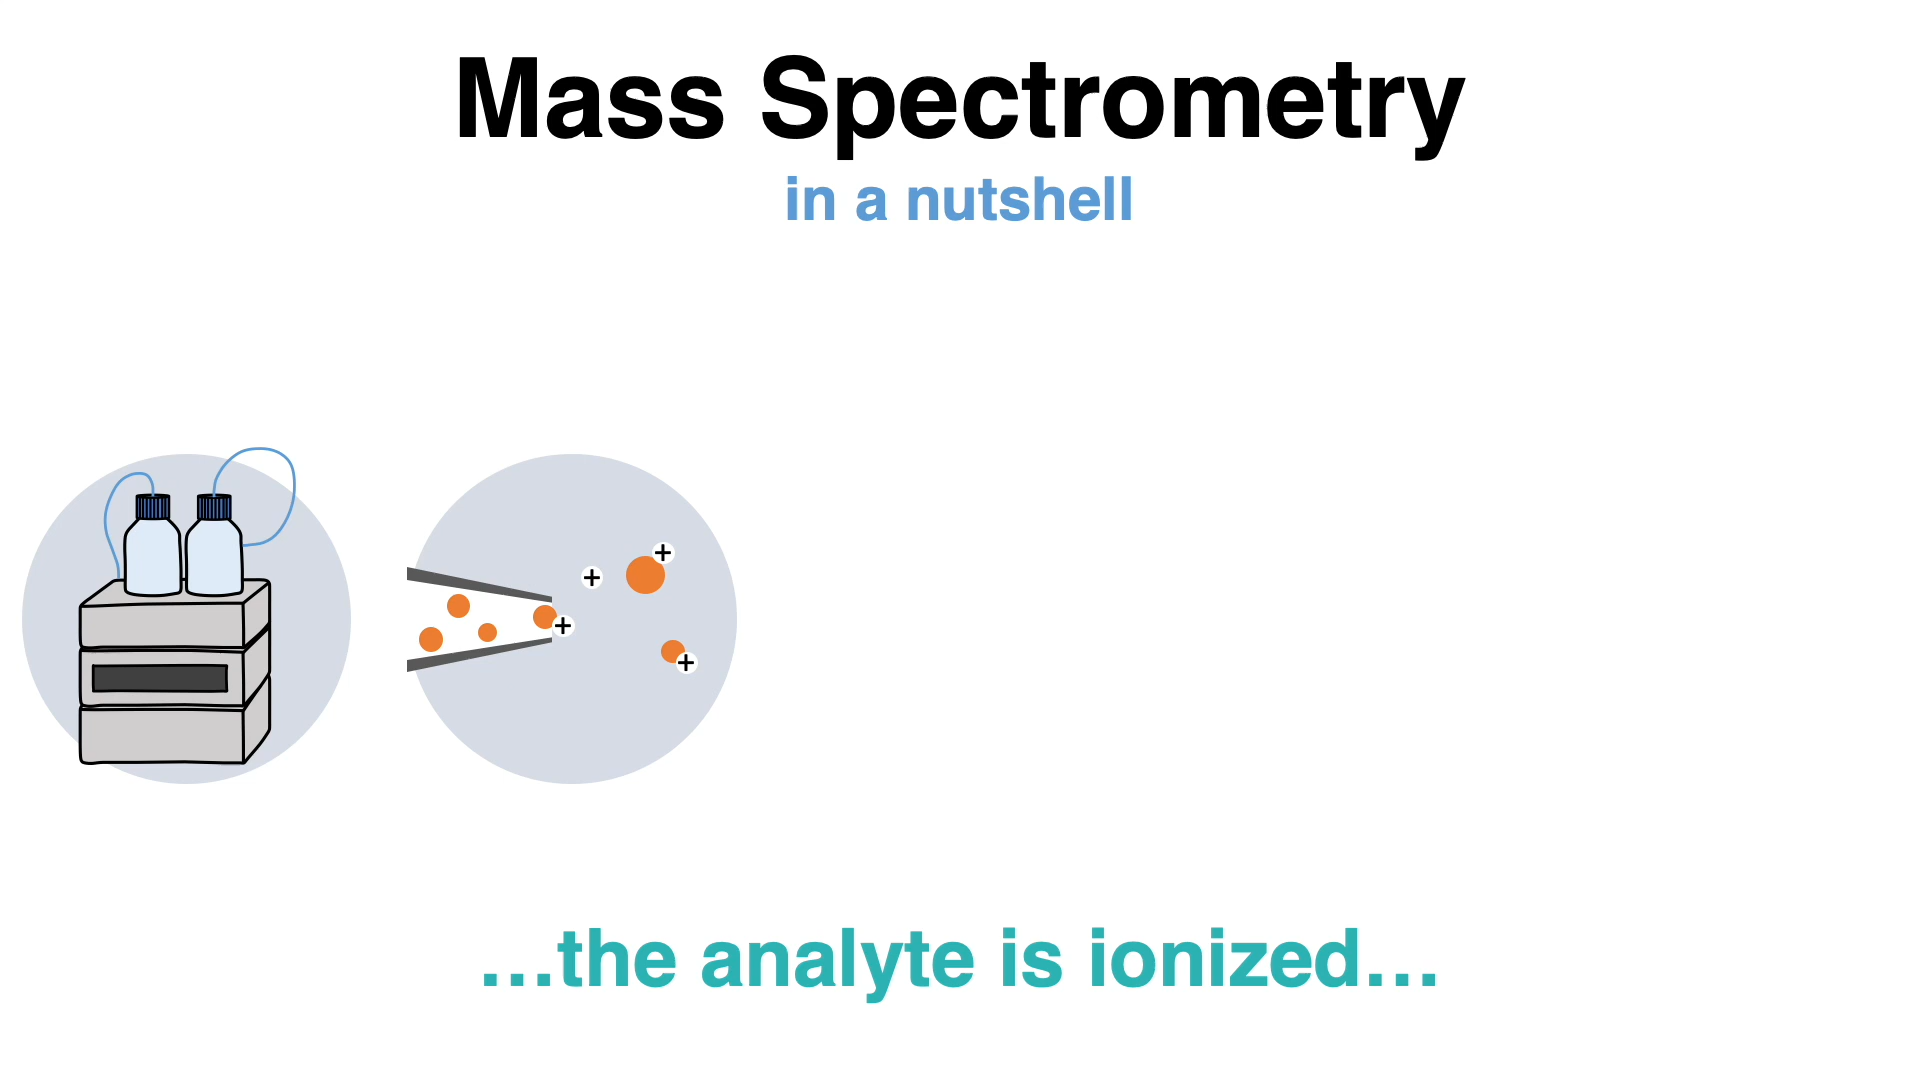 Mass Spectrometry
in a nutshell
+
+
+
+
...the analyte is ionized...